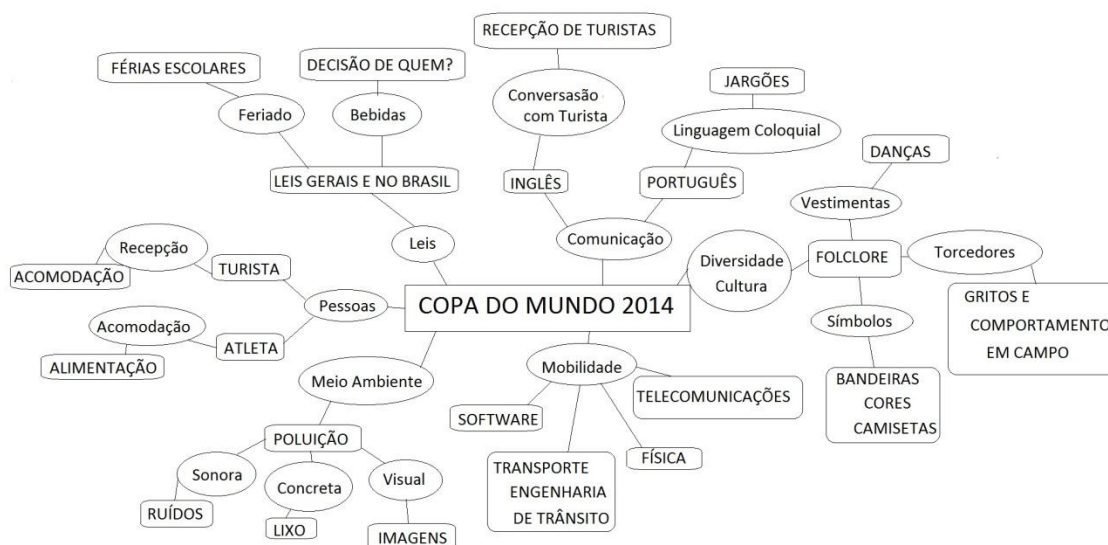 RECEPÇÃO DE TURISTAS
FÉRIAS ESCOLARES
DECISÃO DE QUEM?
Feriado
Bebidas
LEIS GERAIS E NO BRASIL
Leis
Conversasão
com Turista
INGLÊS
JARGÕES
Linguagem Coloquial
PORTUGUÊS
Comunicação
DANÇAS
Vestimentas
Diversidade
Cultura
FOLCLORE
Torcedores
GRITOS E
COMPORTAMENTO
EM CAMPO
Símbolos
BANDEIRAS
CORES
CAMISETAS
Recepção
ACOMODAÇÃO
TURISTA
Pessoas
Acomodação
ALIMENTAÇÃO
ATLETA
COPA DO MUNDO 2014
Meio Ambiente
POLUIÇÃO
Sonora
RUÍDOS
Concreta
LIXO
Visual
IMAGENS
Mobilidade
SOFTWARE
TRANSPORTE
ENGENHARIA
DE TRÂNSITO
FÍSICA
TELECOMUNICAÇÕES